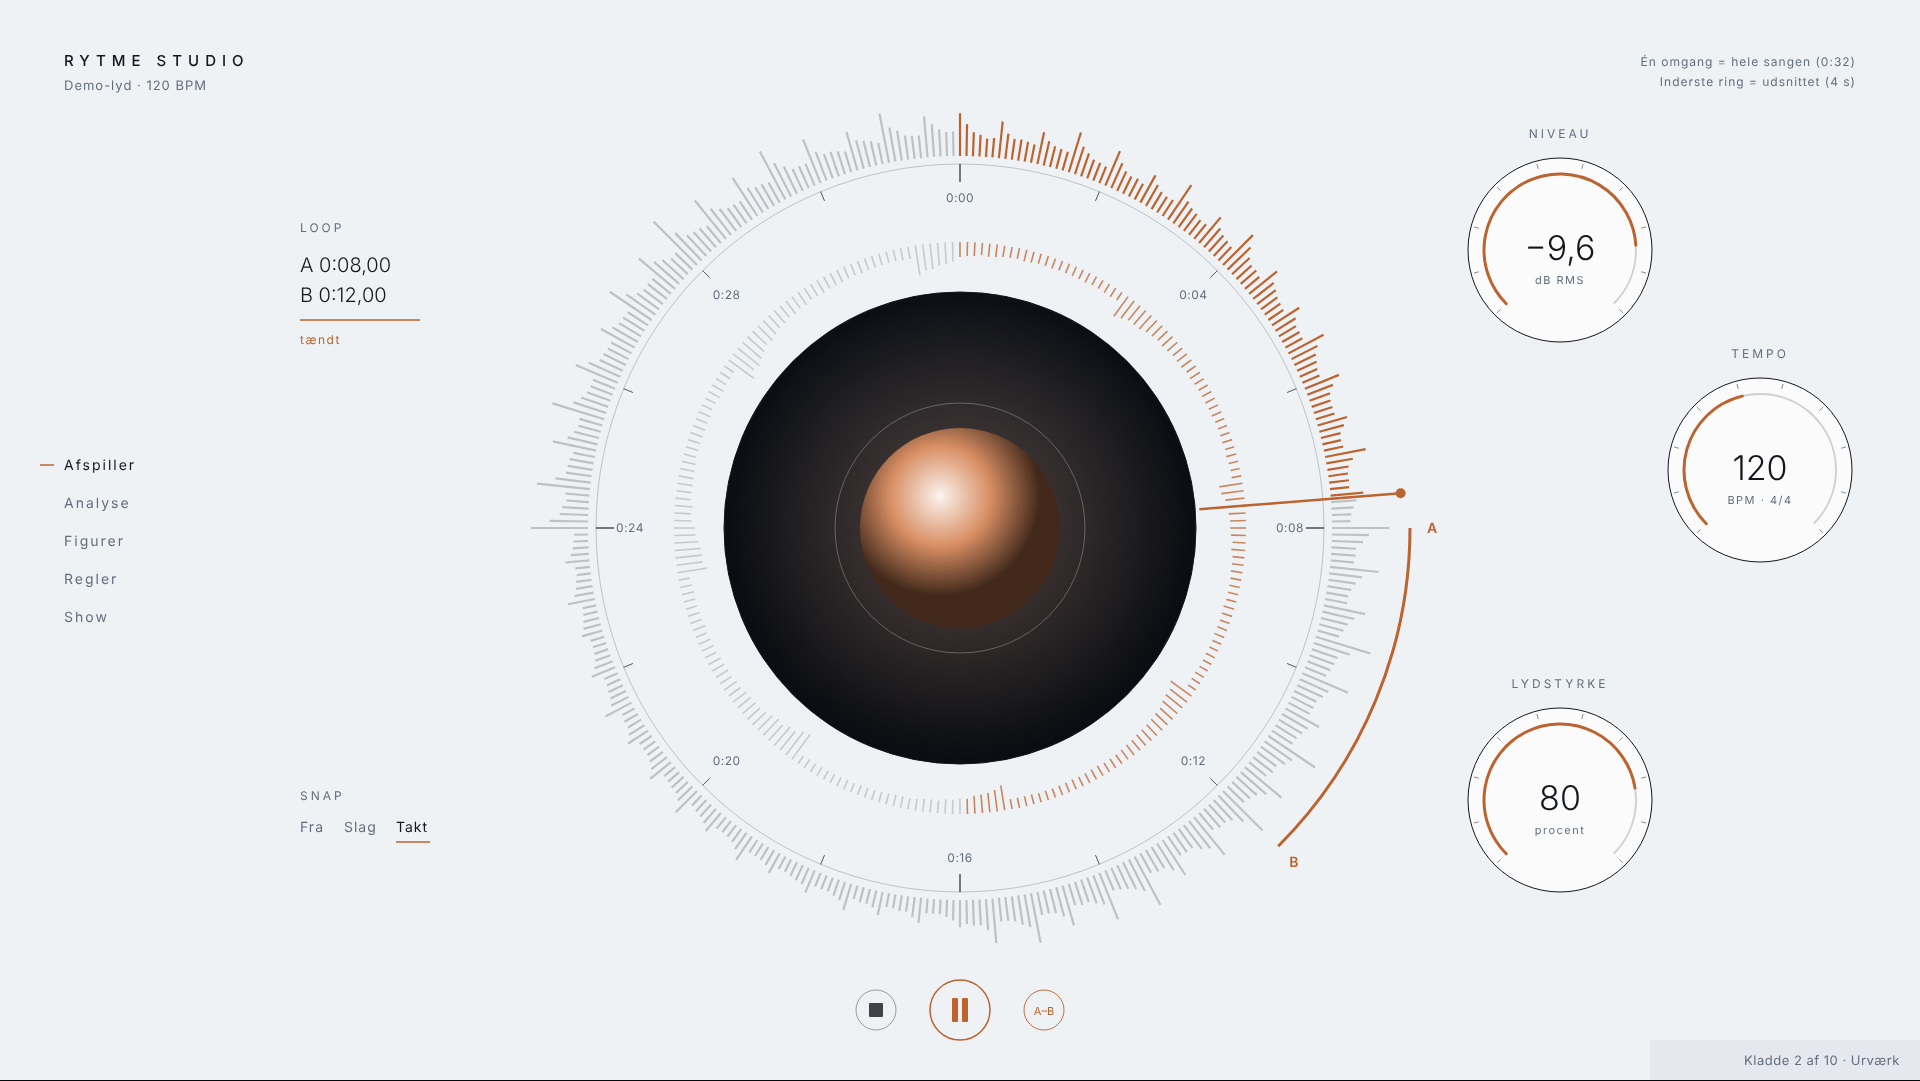 RYTME STUDIO
Demo-lyd · 120 BPM
Én omgang = hele sangen (0:32)
Inderste ring = udsnittet (4 s)
LOOP
A 0:08,00
B 0:12,00
tændt
Afspiller
Analyse
Figurer
Regler
Show
SNAP
Fra Slag Takt
0:00
0:28
0:04
0:24
0:08
A
0:20
0:12
0:16
B
NIVEAU
−9,6
dB RMS
TEMPO
120
BPM · 4/4
LYDSTYRKE
80
procent
A–B
Kladde 2 af 10 · Urværk